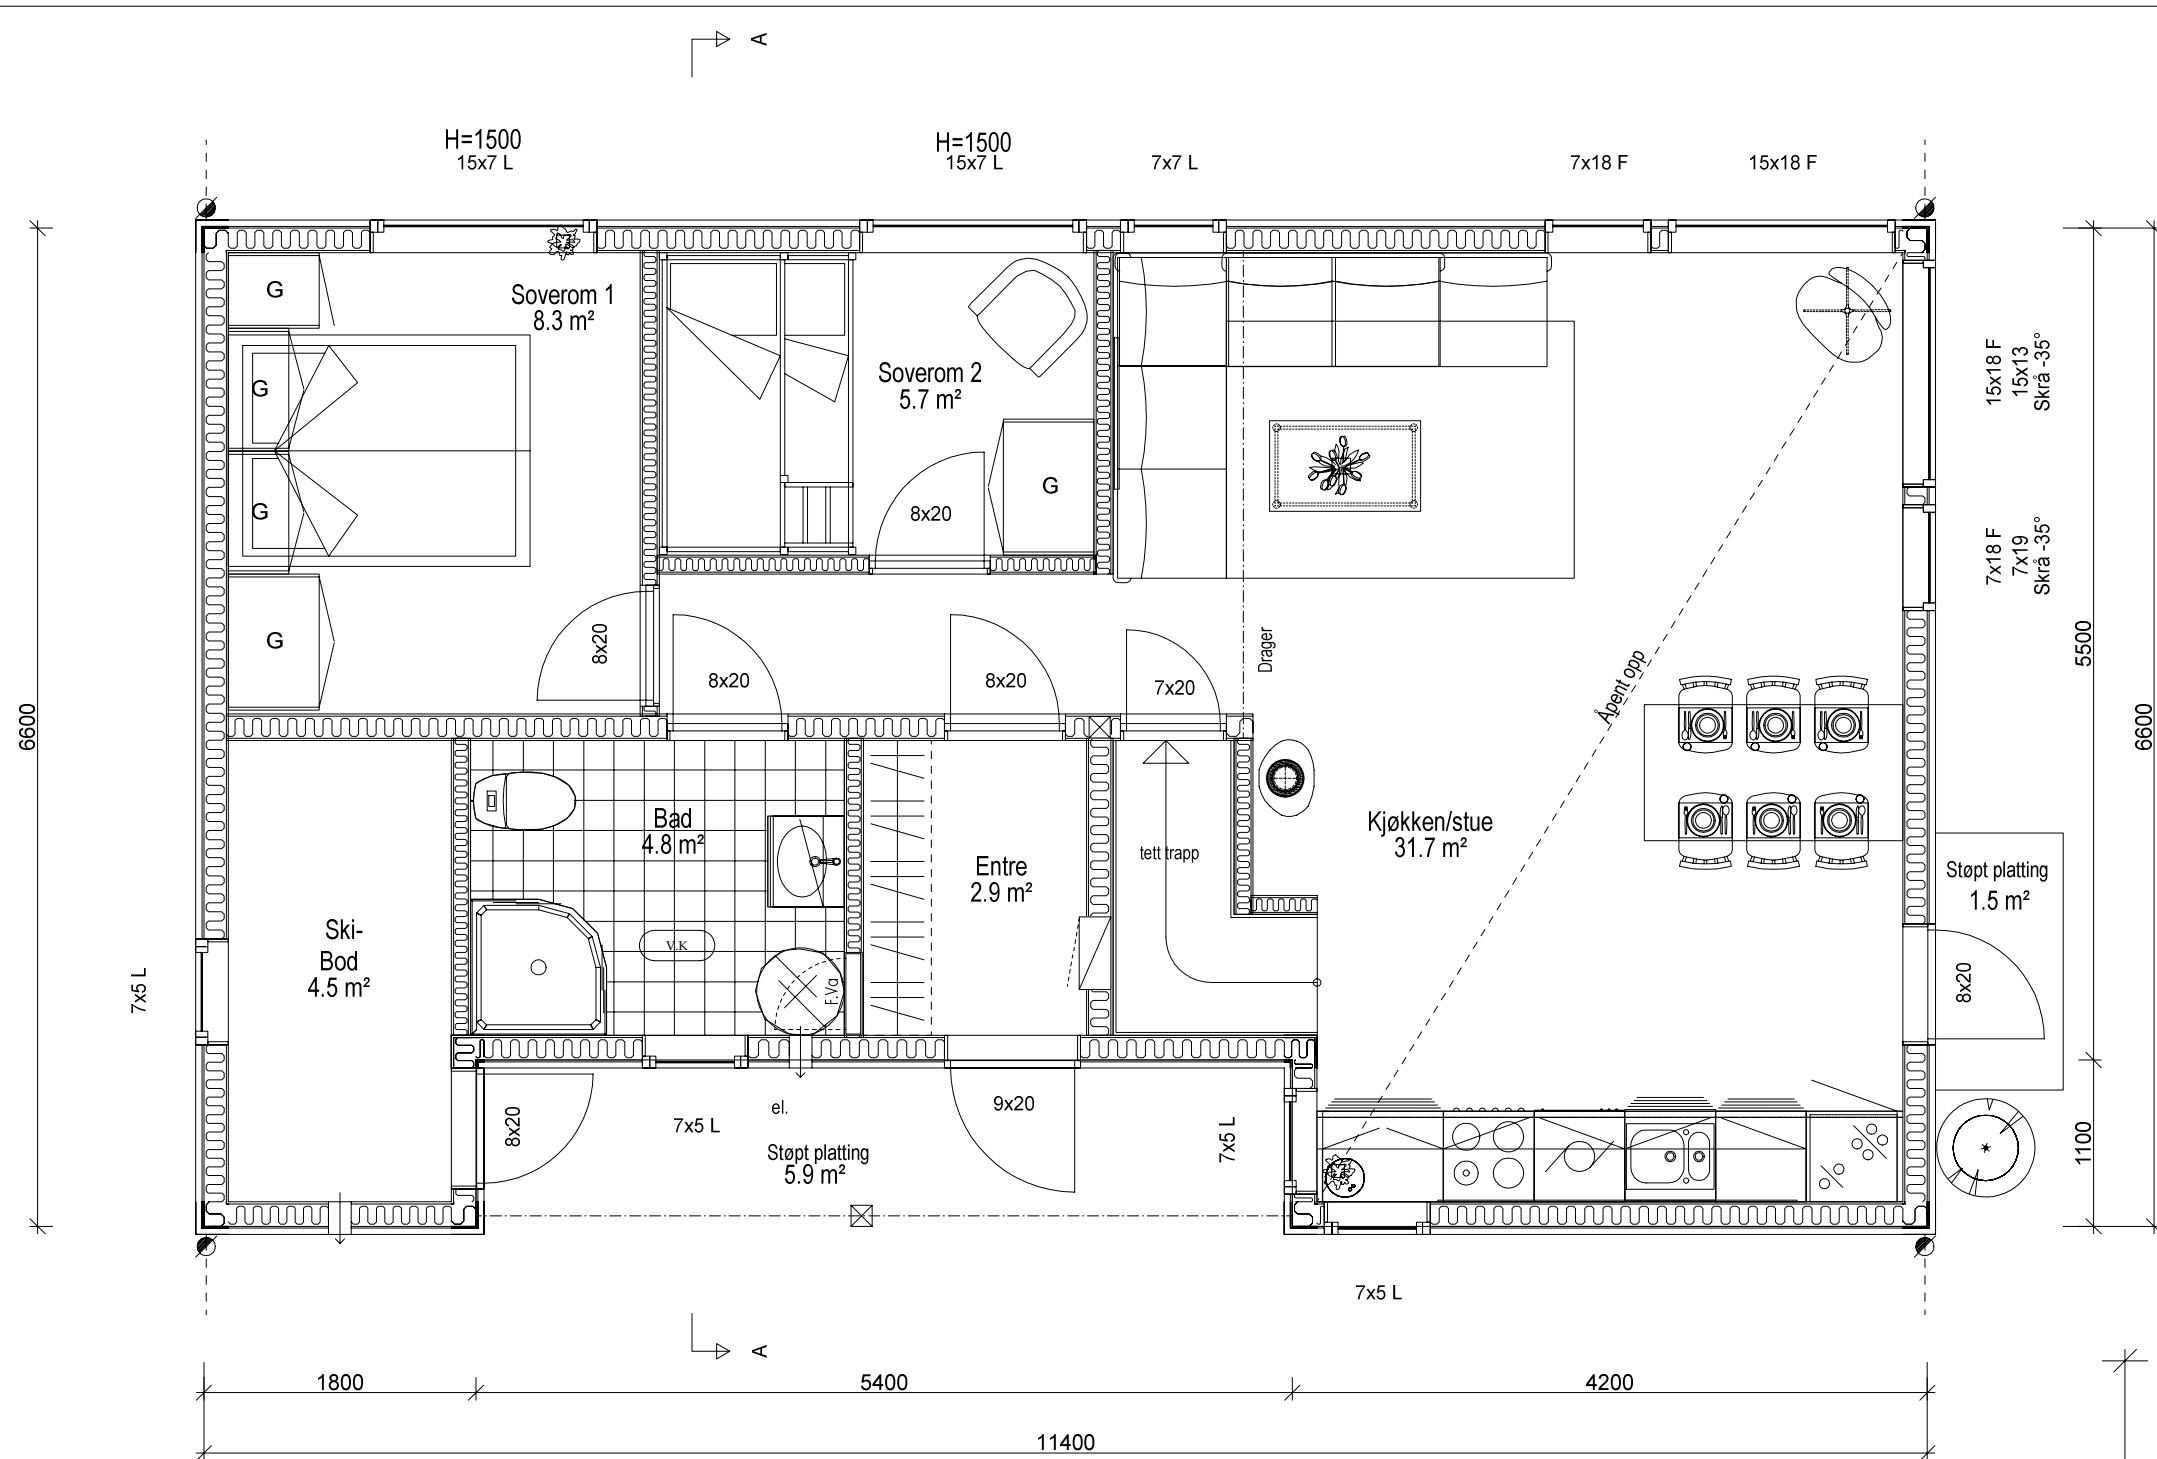 A
H=1500
15x7 L
H=1500
15x7 L
7x7 L
7x18 F
15x18 F
G
Soverom 1
8.3 m²
G
G
G
Soverom 2
5.7 m²
G
8x20
8x20
8x20
8x20
7x20
Drager
Åpent opp
15x18 F
15x13
Skrå -35°
7x18 F
7x19
Skrå -35°
5500
6600
6600
1100
Bad
4.8 m²
V.K
F.Va
Entre
2.9 m²
tett trapp
Kjøkken/stue
31.7 m²
Støpt platting
1.5 m²
8x20
Ski-
Bod
4.5 m²
7x5 L
8x20
7x5 L
el.
Støpt platting
5.9 m²
9x20
7x5 L
7x5 L
A
1800
5400
4200
11400